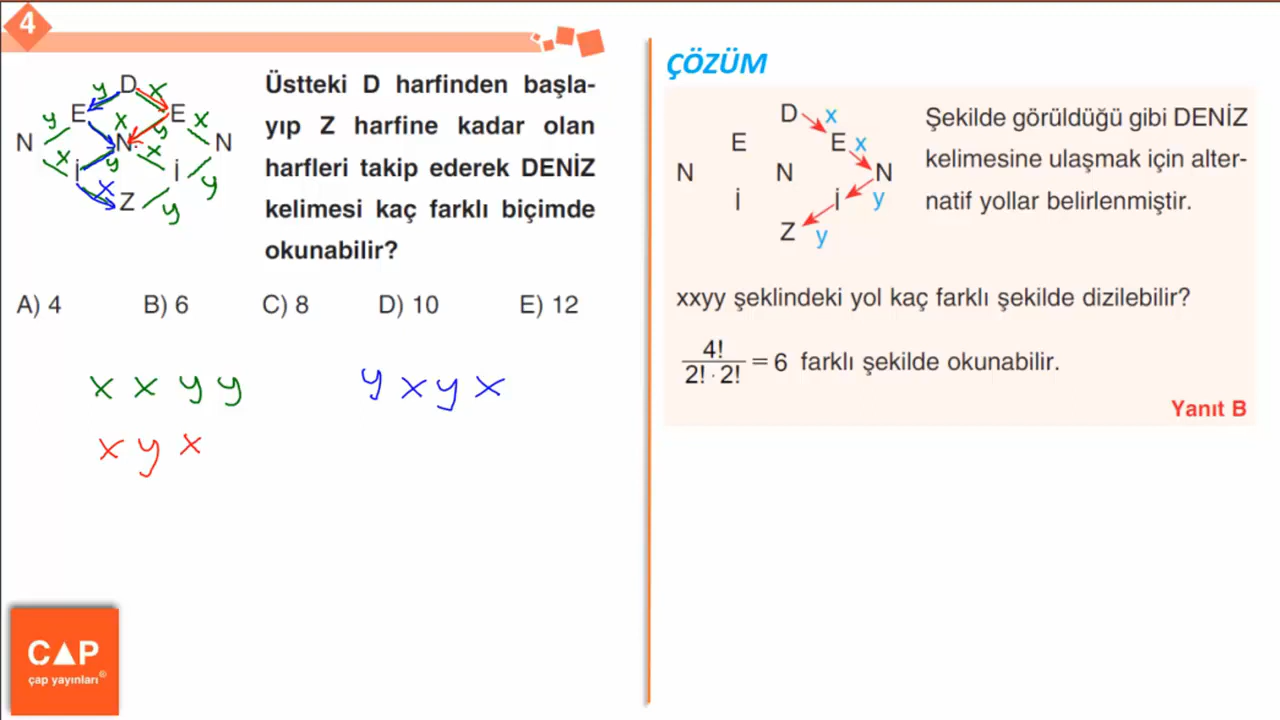 4
D
E E
N N N
İ İ
Z
y x
y x y x
x y x y
x y
Üstteki D harfinden başla-
yıp Z harfine kadar olan
harfleri takip ederek DENİZ
kelimesi kaç farklı biçimde
okunabilir?
A) 4 B) 6 C) 8 D) 10 E) 12
x x y y
x y x
y x y x
CAP
çap yayınları®
ÇÖZÜM
D x
E E x
N N N
İ İ y
Z y
Şekilde görüldüğü gibi DENİZ
kelimesine ulaşmak için alter-
natif yollar belirlenmiştir.
xxyy şeklindeki yol kaç farklı şekilde dizilebilir?
4!
2! · 2! = 6 farklı şekilde okunabilir.
Yanıt B